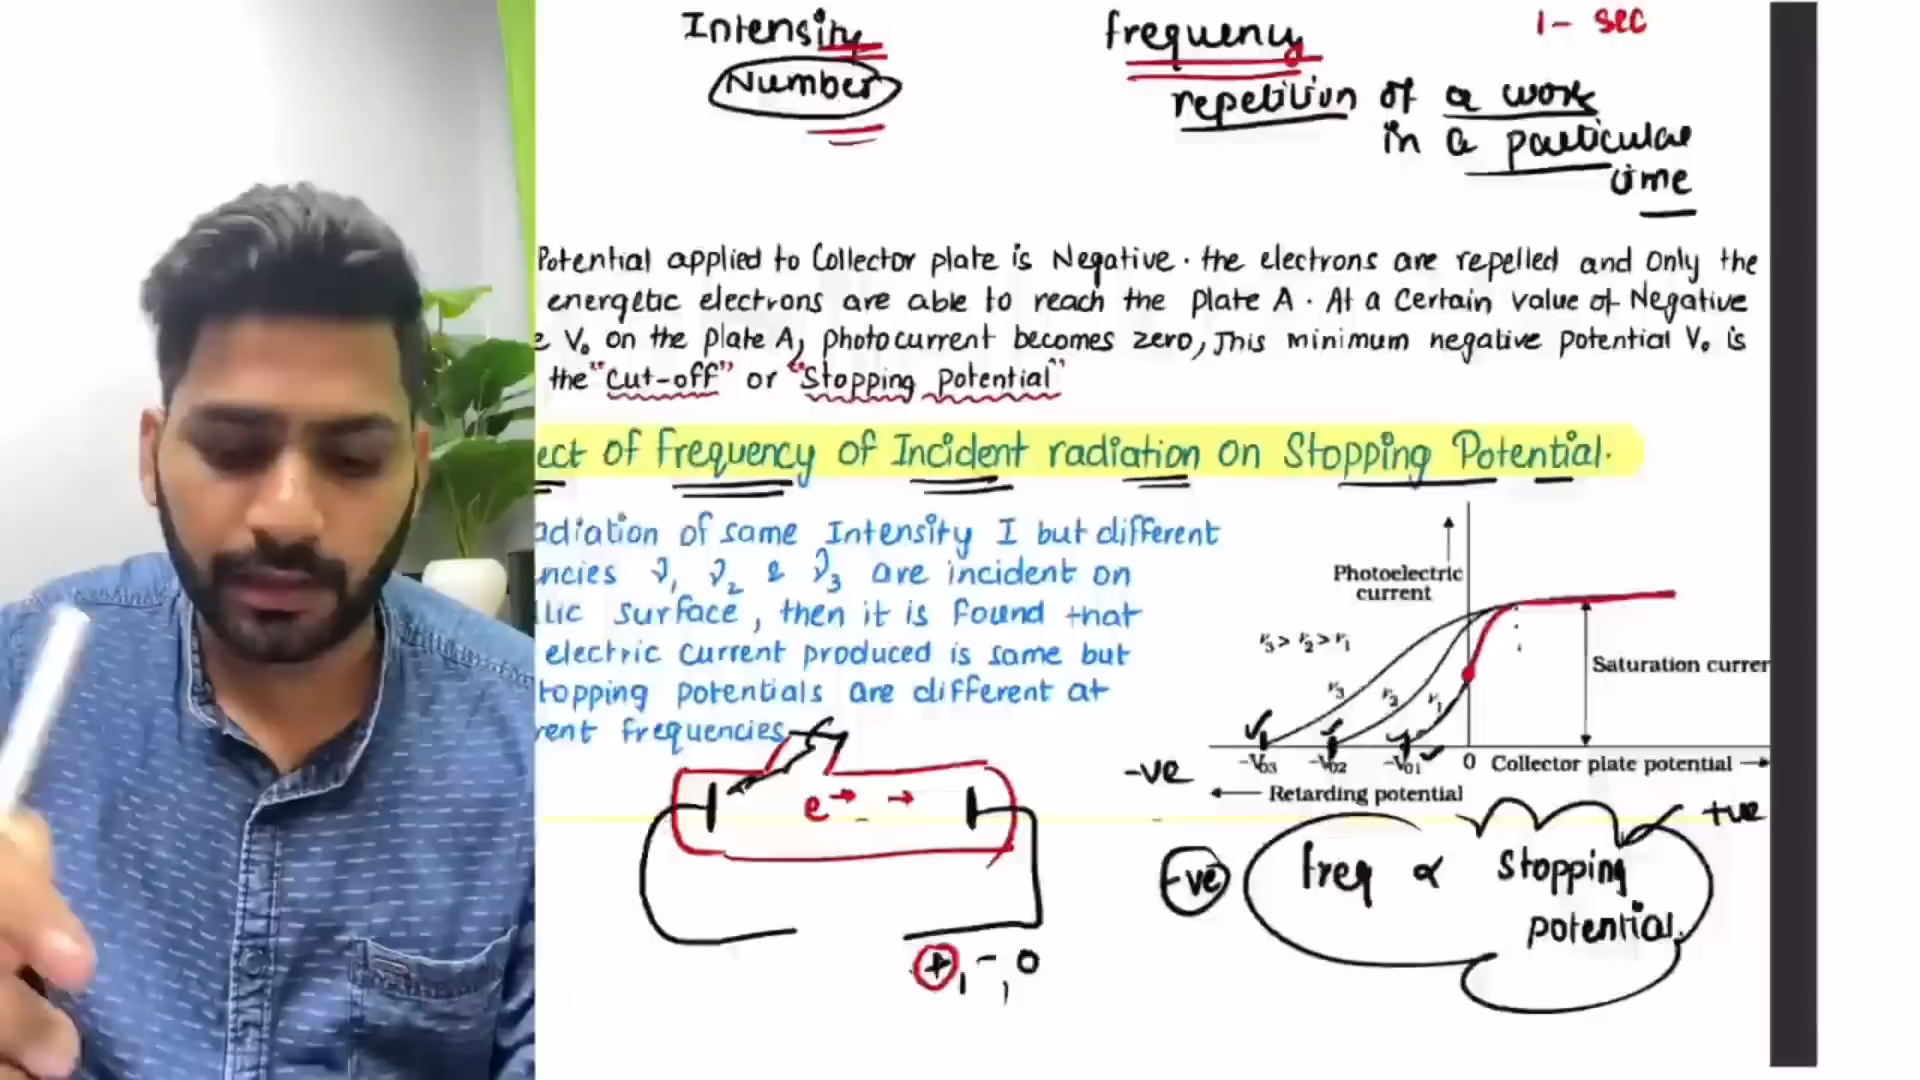 Intensity
Number
frequency
1 - sec
repetition of a work
in a particular
time
Potential applied to Collector plate is Negative. the electrons are repelled and only the
energetic electrons are able to reach the plate A. At a Certain value of Negative
e V₀ on the plate A, photocurrent becomes zero, This minimum negative potential V₀ is
the "Cut-off" or "Stopping Potential"
ect of frequency of Incident radiation on Stopping Potential.
adiation of same Intensity I but different
ncies ν₁ ν₂ & ν₃ are incident on
lic surface, then it is found that
electric current produced is same but
topping potentials are different at
rent frequencies
Photoelectric
current
ν₃ > ν₂ > ν₁
Saturation currer
ν₃ ν₂ ν₁
-V₀₃ -V₀₂ -V₀₁ 0 Collector plate potential
-ve
Retarding potential
+ve
e
+, -, 0
-ve
freq ∝ Stopping
potential.